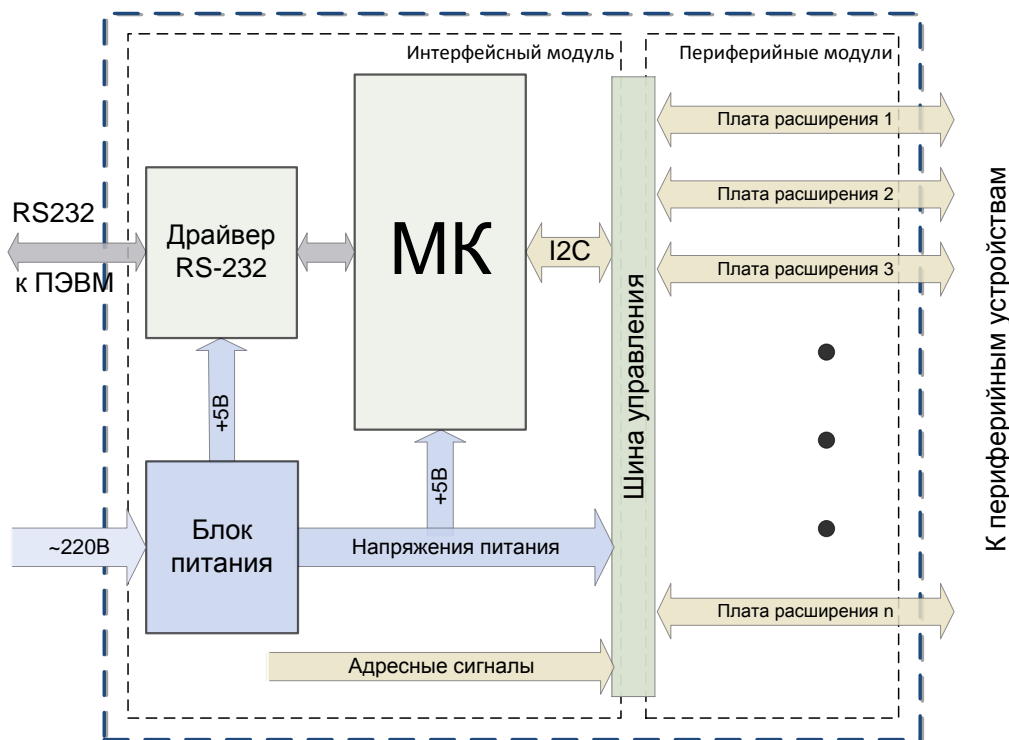 Интерфейсный модуль
Периферийные модули
Плата расширения 1
Плата расширения 2
Плата расширения 3
Плата расширения n
RS232
к ПЭВМ
Драйвер
RS-232
МК
I2C
Шина управления
К периферийным устройствам
+5В
+5В
~220В
Блок
питания
Напряжения питания
Адресные сигналы